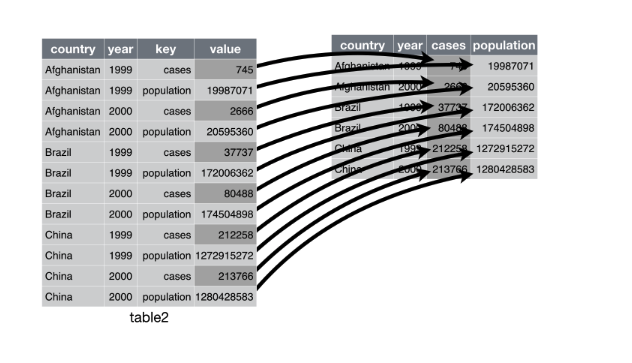 country year key value
Afghanistan 1999 cases 745
Afghanistan 1999 population 19987071
Afghanistan 2000 cases 2666
Afghanistan 2000 population 20595360
Brazil 1999 cases 37737
Brazil 1999 population 172006362
Brazil 2000 cases 80488
Brazil 2000 population 174504898
China 1999 cases 212258
China 1999 population 1272915272
China 2000 cases 213766
China 2000 population 1280428583
table2
country year cases population
Afghanistan 1999 745 19987071
Afghanistan 2000 2666 20595360
Brazil 1999 37737 172006362
Brazil 2000 80488 174504898
China 1999 212258 1272915272
China 2000 213766 1280428583